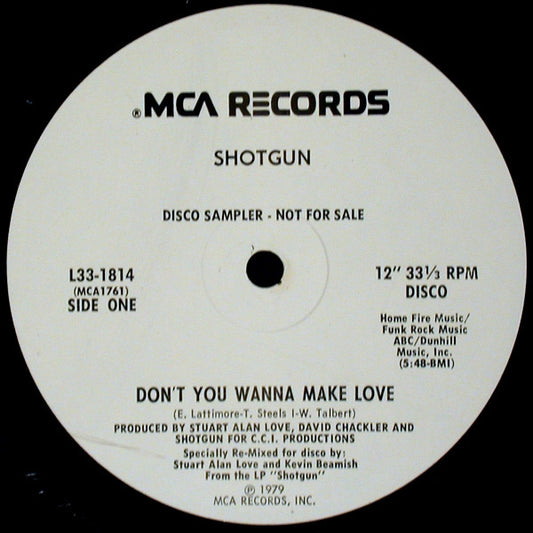 ® MCA RECORDS
SHOTGUN
DISCO SAMPLER - NOT FOR SALE
L33-1814
(MCA1761)
SIDE ONE
12" 33⅓ RPM
DISCO
Home Fire Music/
Funk Rock Music
ABC/Dunhill
Music, Inc.
(5:48-BMI)
DON'T YOU WANNA MAKE LOVE
(E. Lattimore-T. Steels I-W. Talbert)
PRODUCED BY STUART ALAN LOVE, DAVID CHACKLER AND
SHOTGUN FOR C.C.I. PRODUCTIONS
Specially Re-Mixed for disco by:
Stuart Alan Love and Kevin Beamish
From the LP "Shotgun"
℗ 1979
MCA RECORDS, INC.